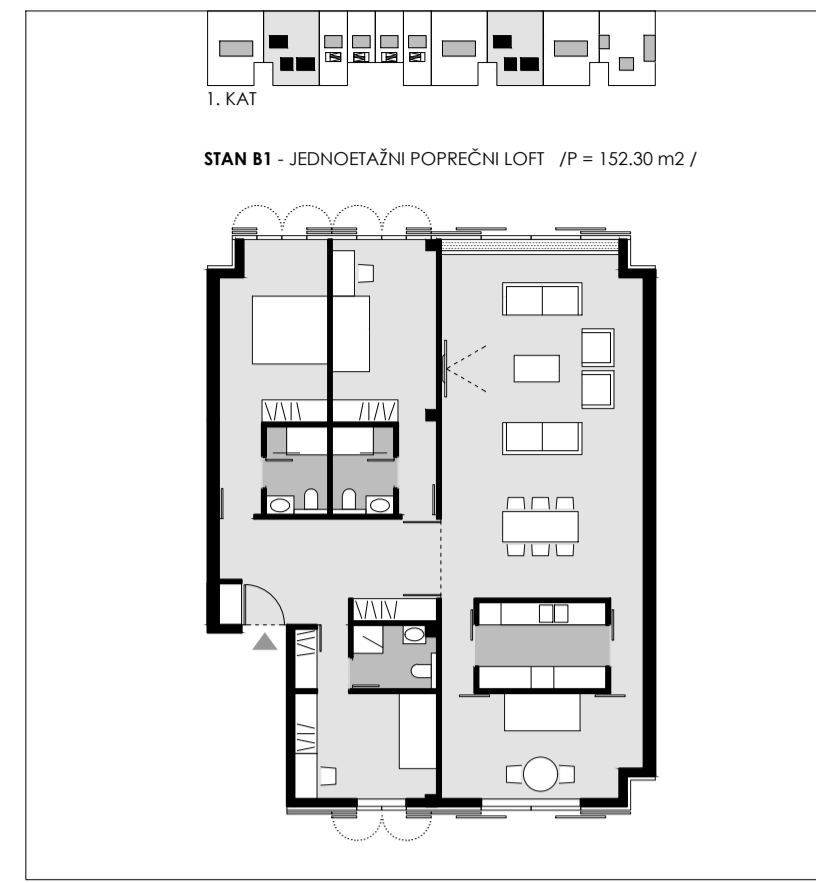 1. KAT
STAN B1 - JEDNOETAŽNI POPREČNI LOFT /P = 152.30 m2 /